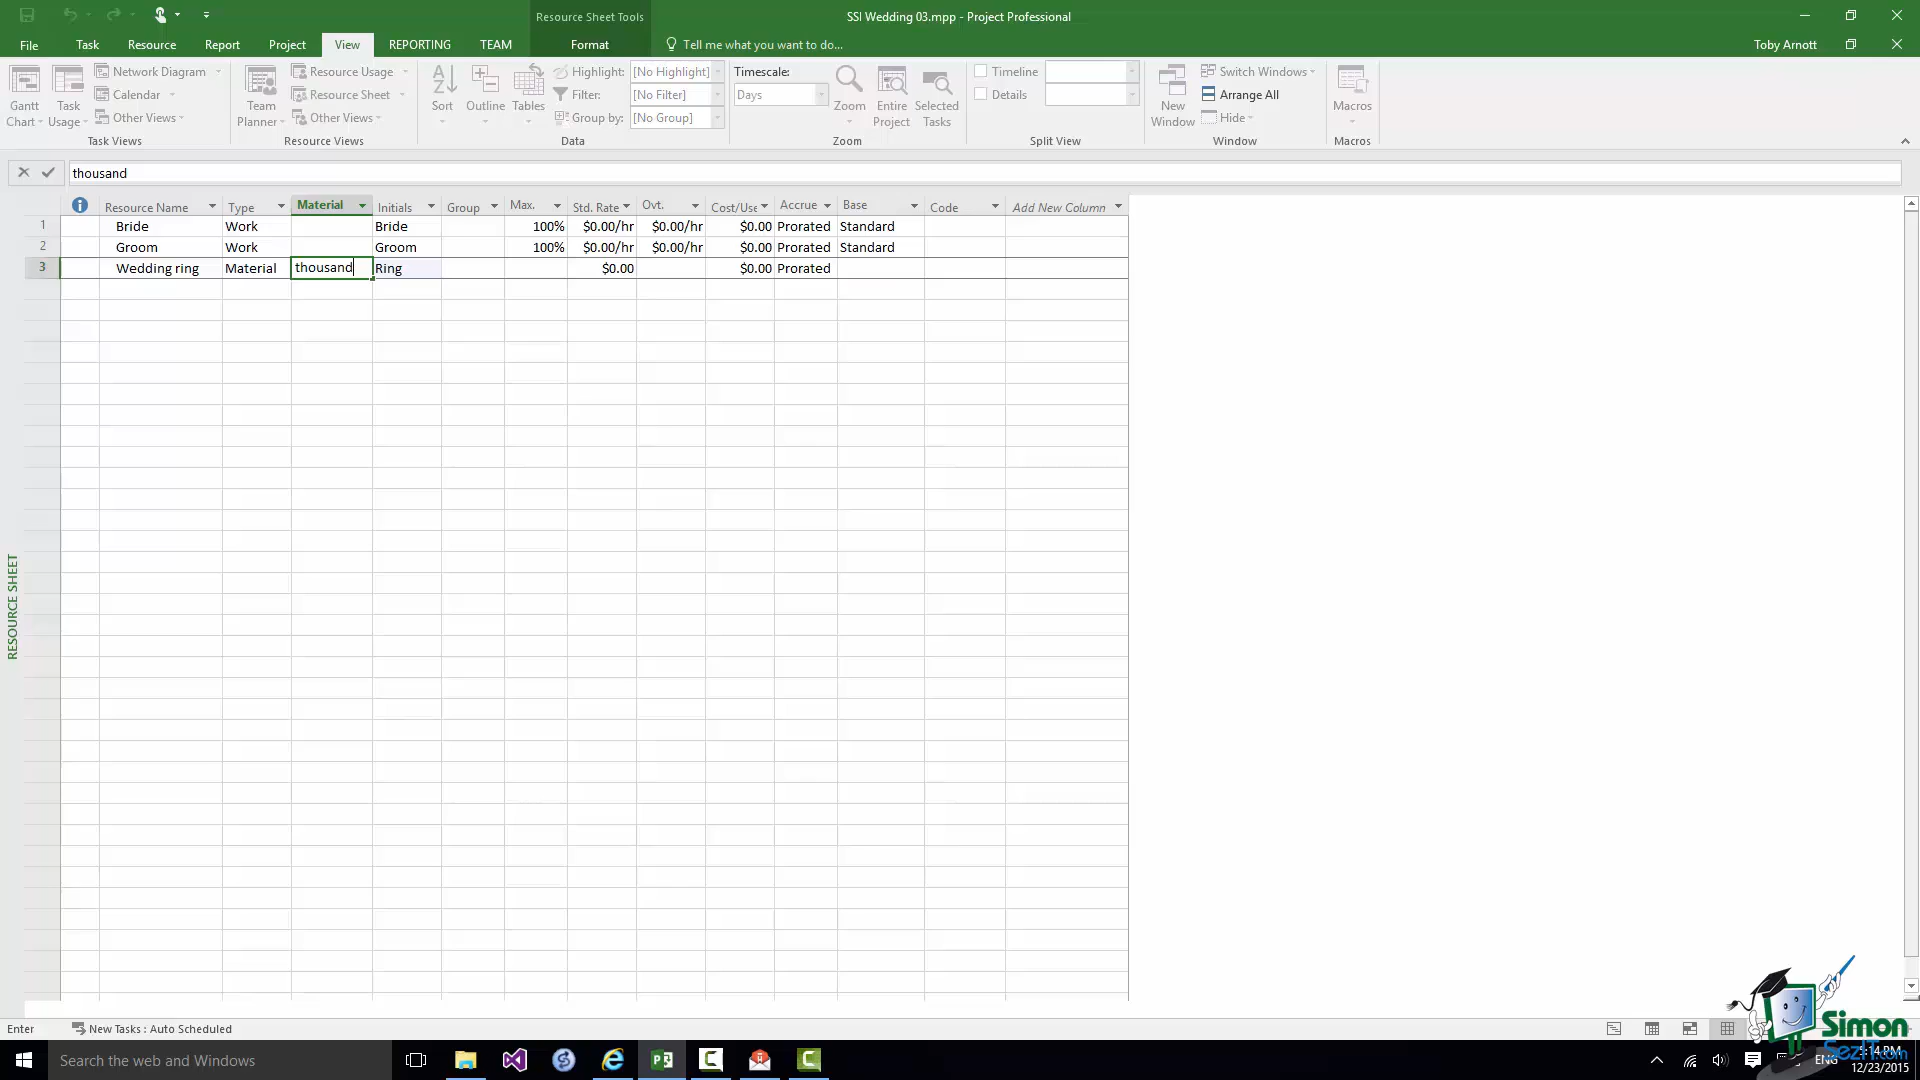 Resource Sheet Tools
SSI Wedding 03.mpp - Project Professional
File Task Resource Report Project View REPORTING TEAM Format Tell me what you want to do... Toby Arnott
Gantt Chart
Task Usage
Network Diagram
Calendar
Other Views
Task Views
Team Planner
Resource Usage
Resource Sheet
Other Views
Resource Views
Sort
Outline
Tables
Highlight: [No Highlight]
Filter: [No Filter]
Group by: [No Group]
Data
Timescale:
Days
Zoom
Entire Project
Selected Tasks
Zoom
Timeline
Details
Split View
New Window
Switch Windows
Arrange All
Hide
Window
Macros
Macros
thousand
Resource Name Type Material Initials Group Max. Std. Rate Ovt. Cost/Use Accrue Base Code Add New Column
1 Bride Work Bride 100% $0.00/hr $0.00/hr $0.00 Prorated Standard
2 Groom Work Groom 100% $0.00/hr $0.00/hr $0.00 Prorated Standard
3 Wedding ring Material thousand Ring $0.00 $0.00 Prorated
RESOURCE SHEET
Enter New Tasks : Auto Scheduled
Simon
SezIT.com
Search the web and Windows
ENG
12/23/2015